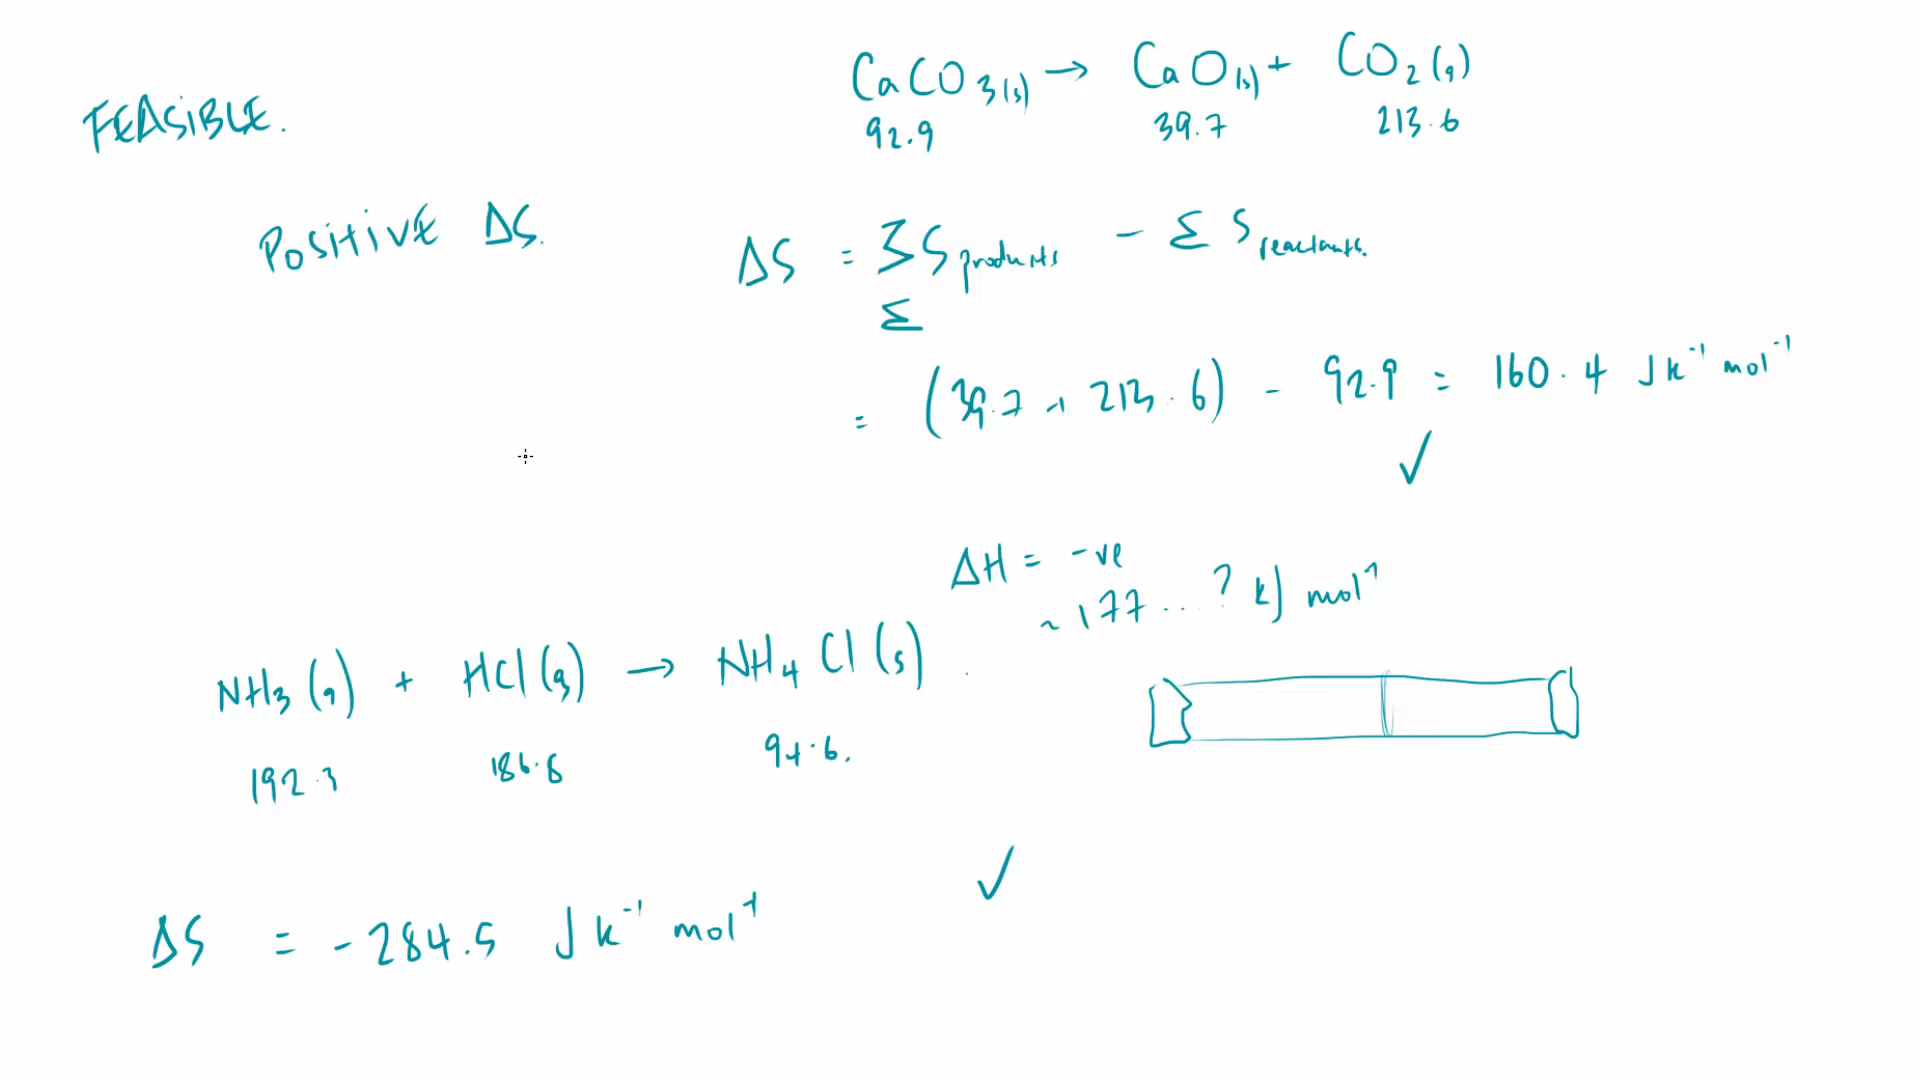 FEASIBLE.
CaCO₃(s) → CaO(s) + CO₂(g)
92.9 39.7 213.6
POSITIVE ΔS.
ΔS = Σ S products − Σ S reactants.
Σ
= (39.7 + 213.6) − 92.9 = 160.4 J K⁻¹ mol⁻¹
✓
ΔH = -ve
~177 ...? kJ mol⁻¹
NH₃(g) + HCl(g) → NH₄Cl(s).
192.3 186.8 94.6.
✓
ΔS = -284.5 J K⁻¹ mol⁻¹